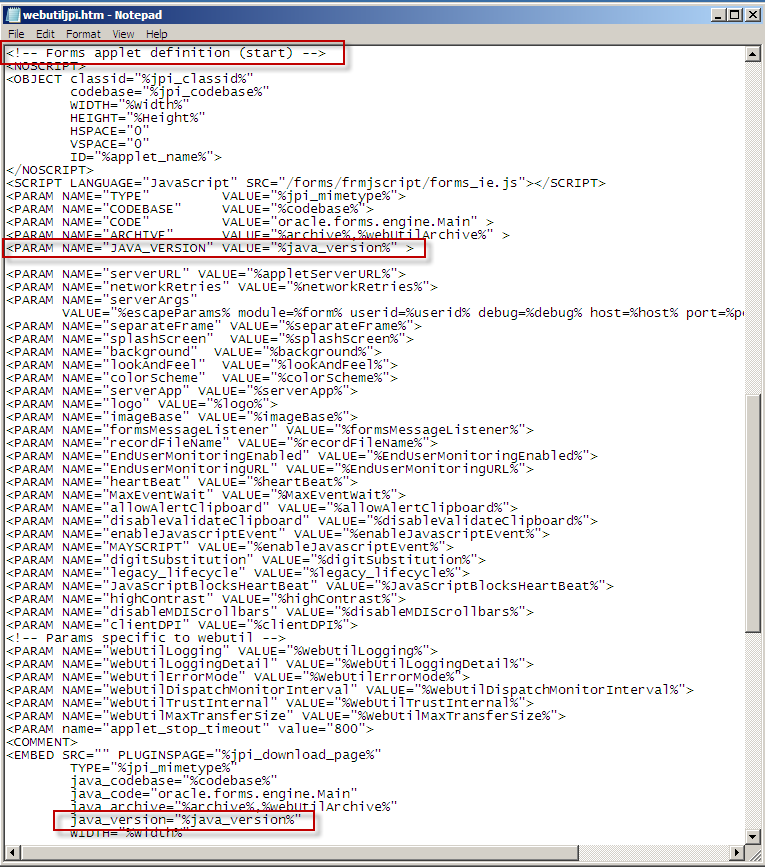 webutiljpi.htm - Notepad
File Edit Format View Help
<!-- Forms applet definition (start) -->
<NOSCRIPT>
<OBJECT classid="%jpi_classid%"
codebase="%jpi_codebase%"
WIDTH="%Width%"
HEIGHT="%Height%"
HSPACE="0"
VSPACE="0"
ID="%applet_name%">
</NOSCRIPT>
<SCRIPT LANGUAGE="JavaScript" SRC="/forms/frmjscript/forms_ie.js"></SCRIPT>
<PARAM NAME="TYPE" VALUE="%jpi_mimetype%">
<PARAM NAME="CODEBASE" VALUE="%codebase%">
<PARAM NAME="CODE" VALUE="oracle.forms.engine.Main" >
<PARAM NAME="ARCHIVE" VALUE="%archive%,%webUtilArchive%" >
<PARAM NAME="JAVA_VERSION" VALUE="%java_version%" >
<PARAM NAME="serverURL" VALUE="%appletServerURL%">
<PARAM NAME="networkRetries" VALUE="%networkRetries%">
<PARAM NAME="serverArgs"
VALUE="%escapeParams% module=%form% userid=%userid% debug=%debug% host=%host% port=%po
<PARAM NAME="separateFrame" VALUE="%separateFrame%">
<PARAM NAME="splashScreen" VALUE="%splashScreen%">
<PARAM NAME="background" VALUE="%background%">
<PARAM NAME="lookAndFeel" VALUE="%lookAndFeel%">
<PARAM NAME="colorScheme" VALUE="%colorScheme%">
<PARAM NAME="serverApp" VALUE="%serverApp%">
<PARAM NAME="logo" VALUE="%logo%">
<PARAM NAME="imageBase" VALUE="%imageBase%">
<PARAM NAME="formsMessageListener" VALUE="%formsMessageListener%">
<PARAM NAME="recordFileName" VALUE="%recordFileName%">
<PARAM NAME="EndUserMonitoringEnabled" VALUE="%EndUserMonitoringEnabled%">
<PARAM NAME="EndUserMonitoringURL" VALUE="%EndUserMonitoringURL%">
<PARAM NAME="heartBeat" VALUE="%heartBeat%">
<PARAM NAME="MaxEventWait" VALUE="%MaxEventWait%">
<PARAM NAME="allowAlertClipboard" VALUE="%allowAlertClipboard%">
<PARAM NAME="disableValidateClipboard" VALUE="%disableValidateClipboard%">
<PARAM NAME="enableJavascriptEvent" VALUE="%enableJavascriptEvent%">
<PARAM NAME="MAYSCRIPT" VALUE="%enableJavascriptEvent%">
<PARAM NAME="digitSubstitution" VALUE="%digitSubstitution%">
<PARAM NAME="legacy_lifecycle" VALUE="%legacy_lifecycle%">
<PARAM NAME="JavaScriptBlocksHeartBeat" VALUE="%JavaScriptBlocksHeartBeat%">
<PARAM NAME="highContrast" VALUE="%highContrast%">
<PARAM NAME="disableMDIScrollbars" VALUE="%disableMDIScrollbars%">
<PARAM NAME="clientDPI" VALUE="%clientDPI%">
<!-- Params specific to webutil -->
<PARAM NAME="WebUtilLogging" VALUE="%WebUtilLogging%">
<PARAM NAME="WebUtilLoggingDetail" VALUE="%WebUtilLoggingDetail%">
<PARAM NAME="WebUtilErrorMode" VALUE="%WebUtilErrorMode%">
<PARAM NAME="WebUtilDispatchMonitorInterval" VALUE="%WebUtilDispatchMonitorInterval%">
<PARAM NAME="WebUtilTrustInternal" VALUE="%WebUtilTrustInternal%">
<PARAM NAME="WebUtilMaxTransferSize" VALUE="%WebUtilMaxTransferSize%">
<PARAM name="applet_stop_timeout" value="800">
<COMMENT>
<EMBED SRC="" PLUGINSPAGE="%jpi_download_page%"
TYPE="%jpi_mimetype%"
java_codebase="%codebase%"
java_code="oracle.forms.engine.Main"
java_archive="%archive%,%webUtilArchive%"
java_version="%java_version%"
WIDTH="%Width%"